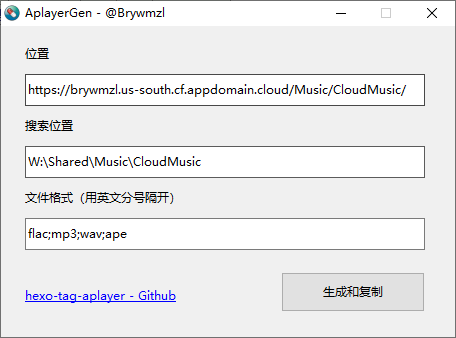 AplayerGen - @Brywmzl
位置
https://brywmzl.us-south.cf.appdomain.cloud/Music/CloudMusic/
搜索位置
W:\Shared\Music\CloudMusic
文件格式（用英文分号隔开）
flac;mp3;wav;ape
hexo-tag-aplayer - Github
生成和复制